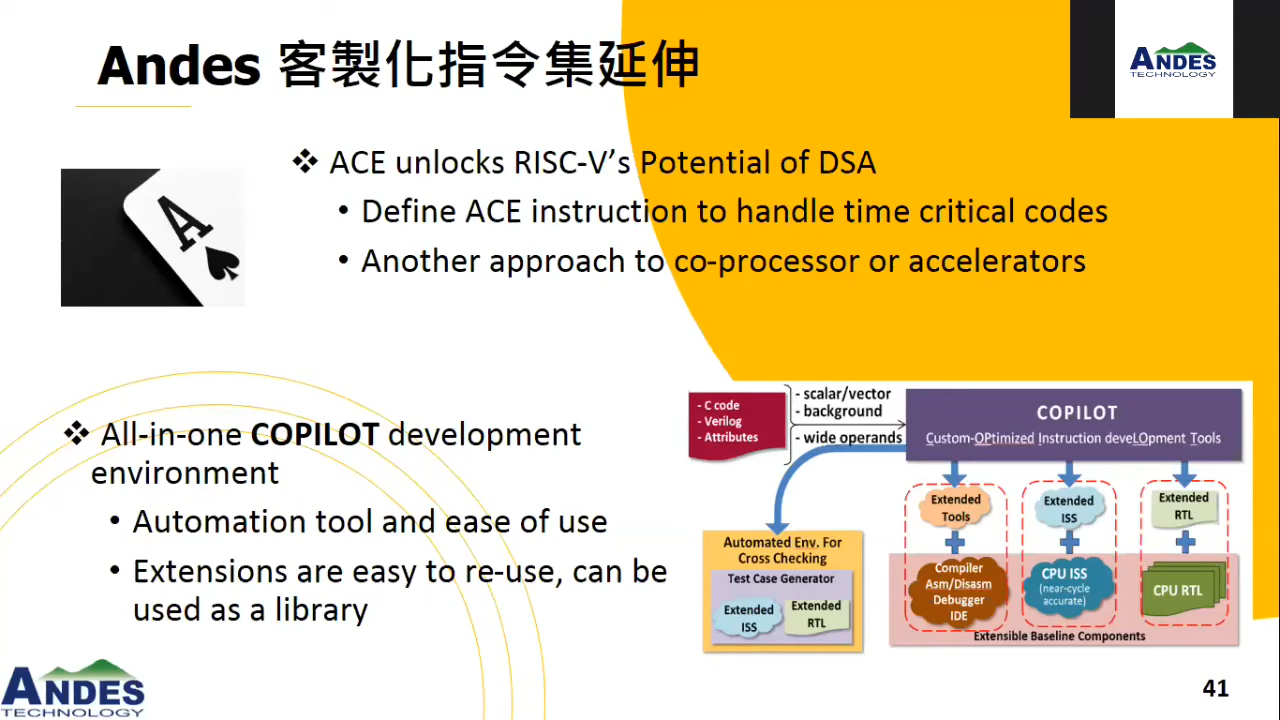 Andes 客製化指令集延伸
ANDES
TECHNOLOGY
❖ ACE unlocks RISC-V’s Potential of DSA
• Define ACE instruction to handle time critical codes
• Another approach to co-processor or accelerators
A
❖ All-in-one COPILOT development
environment
• Automation tool and ease of use
• Extensions are easy to re-use, can be
used as a library
- C code
- Verilog
- Attributes
- scalar/vector
- background
- wide operands
COPILOT
Custom-OPtimized Instruction deveLOpment Tools
Extended
Tools
Extended
ISS
Extended
RTL
Automated Env. For
Cross Checking
Test Case Generator
Extended
ISS
Extended
RTL
Compiler
Asm/Disasm
Debugger
IDE
CPU ISS
(near-cycle
accurate)
CPU RTL
Extensible Baseline Components
ANDES
TECHNOLOGY
41